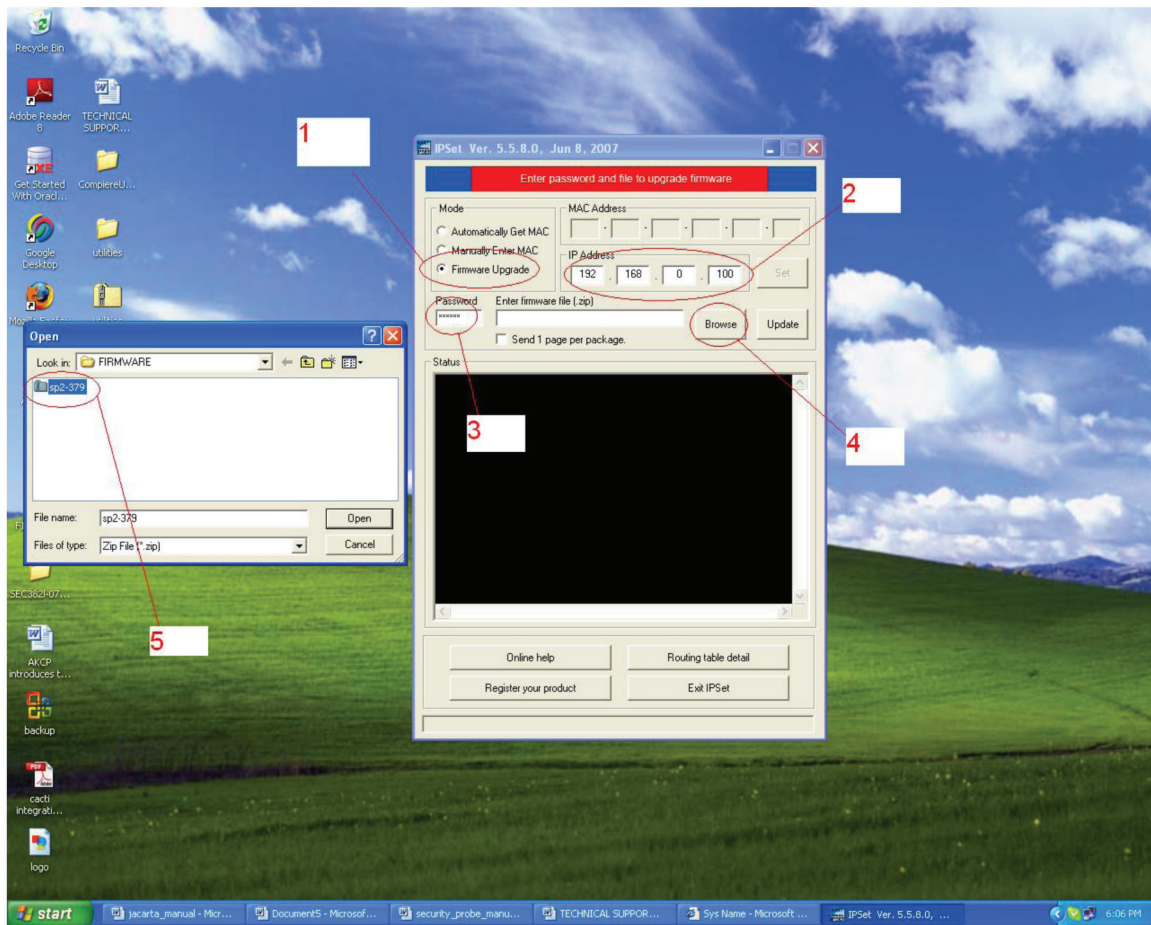 Recycle Bin
Adobe Reader 8
TECHNICAL SUPPOR...
Get Started With Oracl...
CompiereU...
Google Desktop
utilities
1
2
3
4
5
IPSet Ver. 5.5.8.0, Jun 8, 2007
Enter password and file to upgrade firmware
Mode
Automatically Get MAC
Manually Enter MAC
Firmware Upgrade
MAC Address
IP Address
192 . 168 . 0 . 100
Set
Password
******
Enter firmware file (.zip)
Browse
Update
Send 1 page per package.
Status
Online help
Routing table detail
Register your product
Exit IPSet
Open
Look in:
FIRMWARE
sp2-379
File name:
sp2-379
Open
Files of type:
Zip File (*.zip)
Cancel
SEC382I-07...
AKCP introduces t...
backup
PDF
Adobe
cacti integrati...
logo
start
jacarta_manual - Micr...
Document5 - Microsof...
security_probe_manu...
TECHNICAL SUPPOR...
Sys Name - Microsoft ...
IPSet Ver. 5.5.8.0, ...
6:06 PM